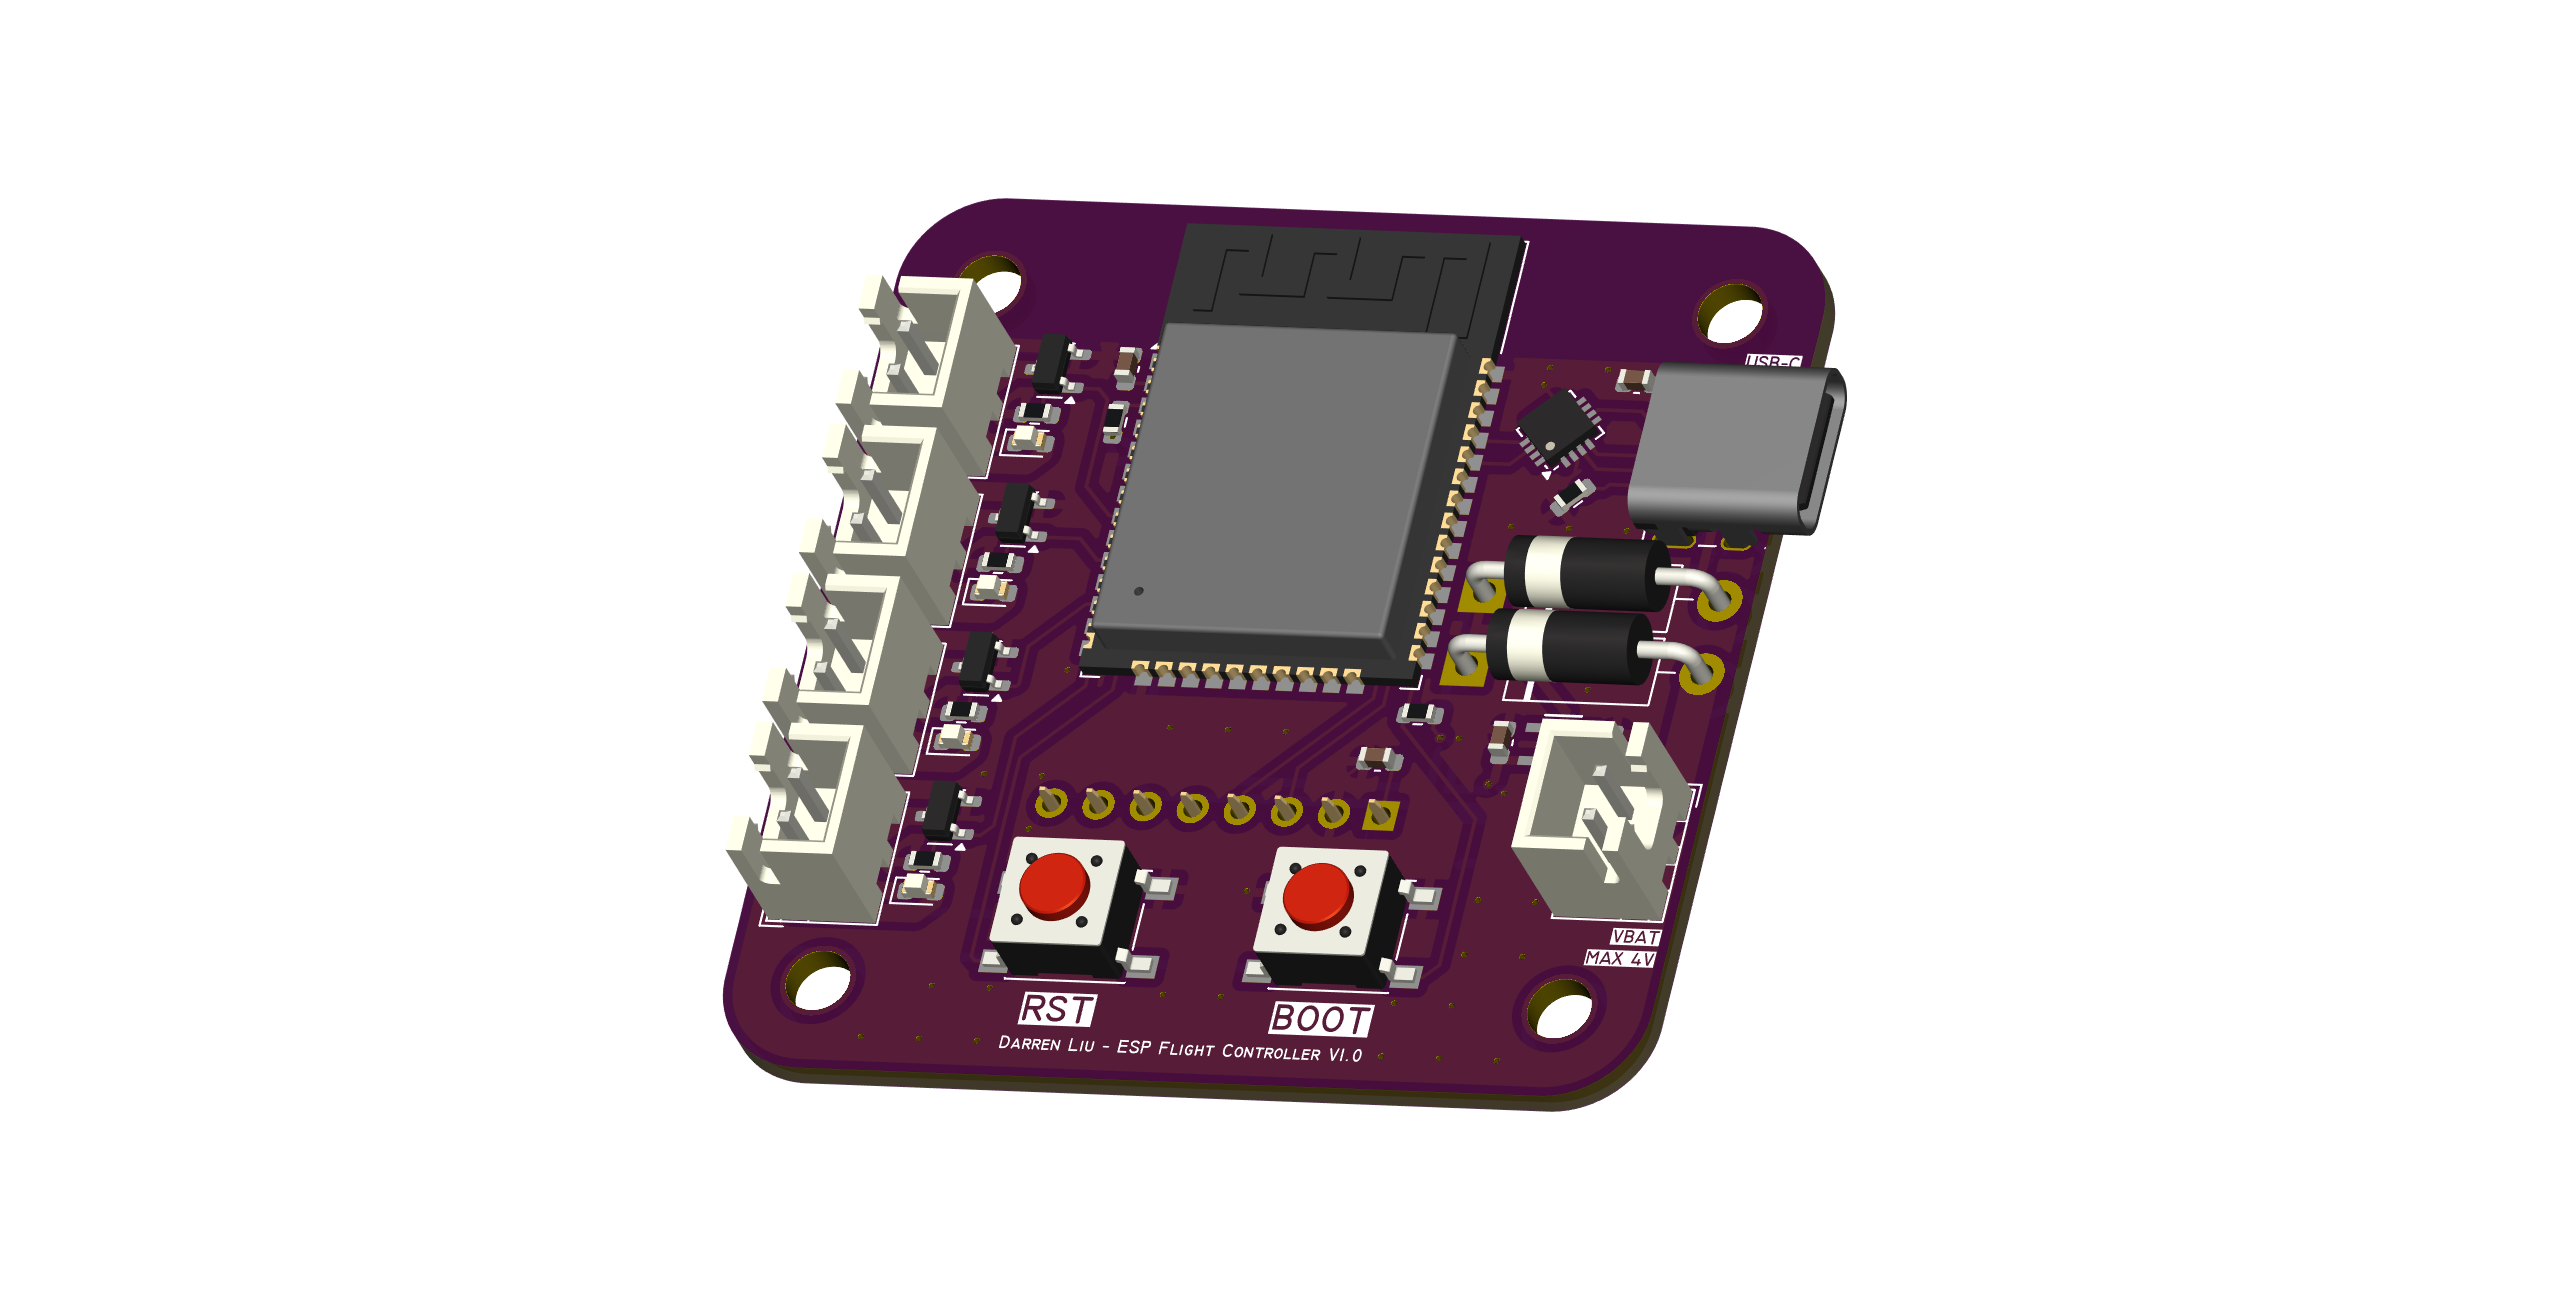 USB-C
VBAT
MAX 4V
RST
BOOT
Darren Liu - ESP Flight Controller V1.0